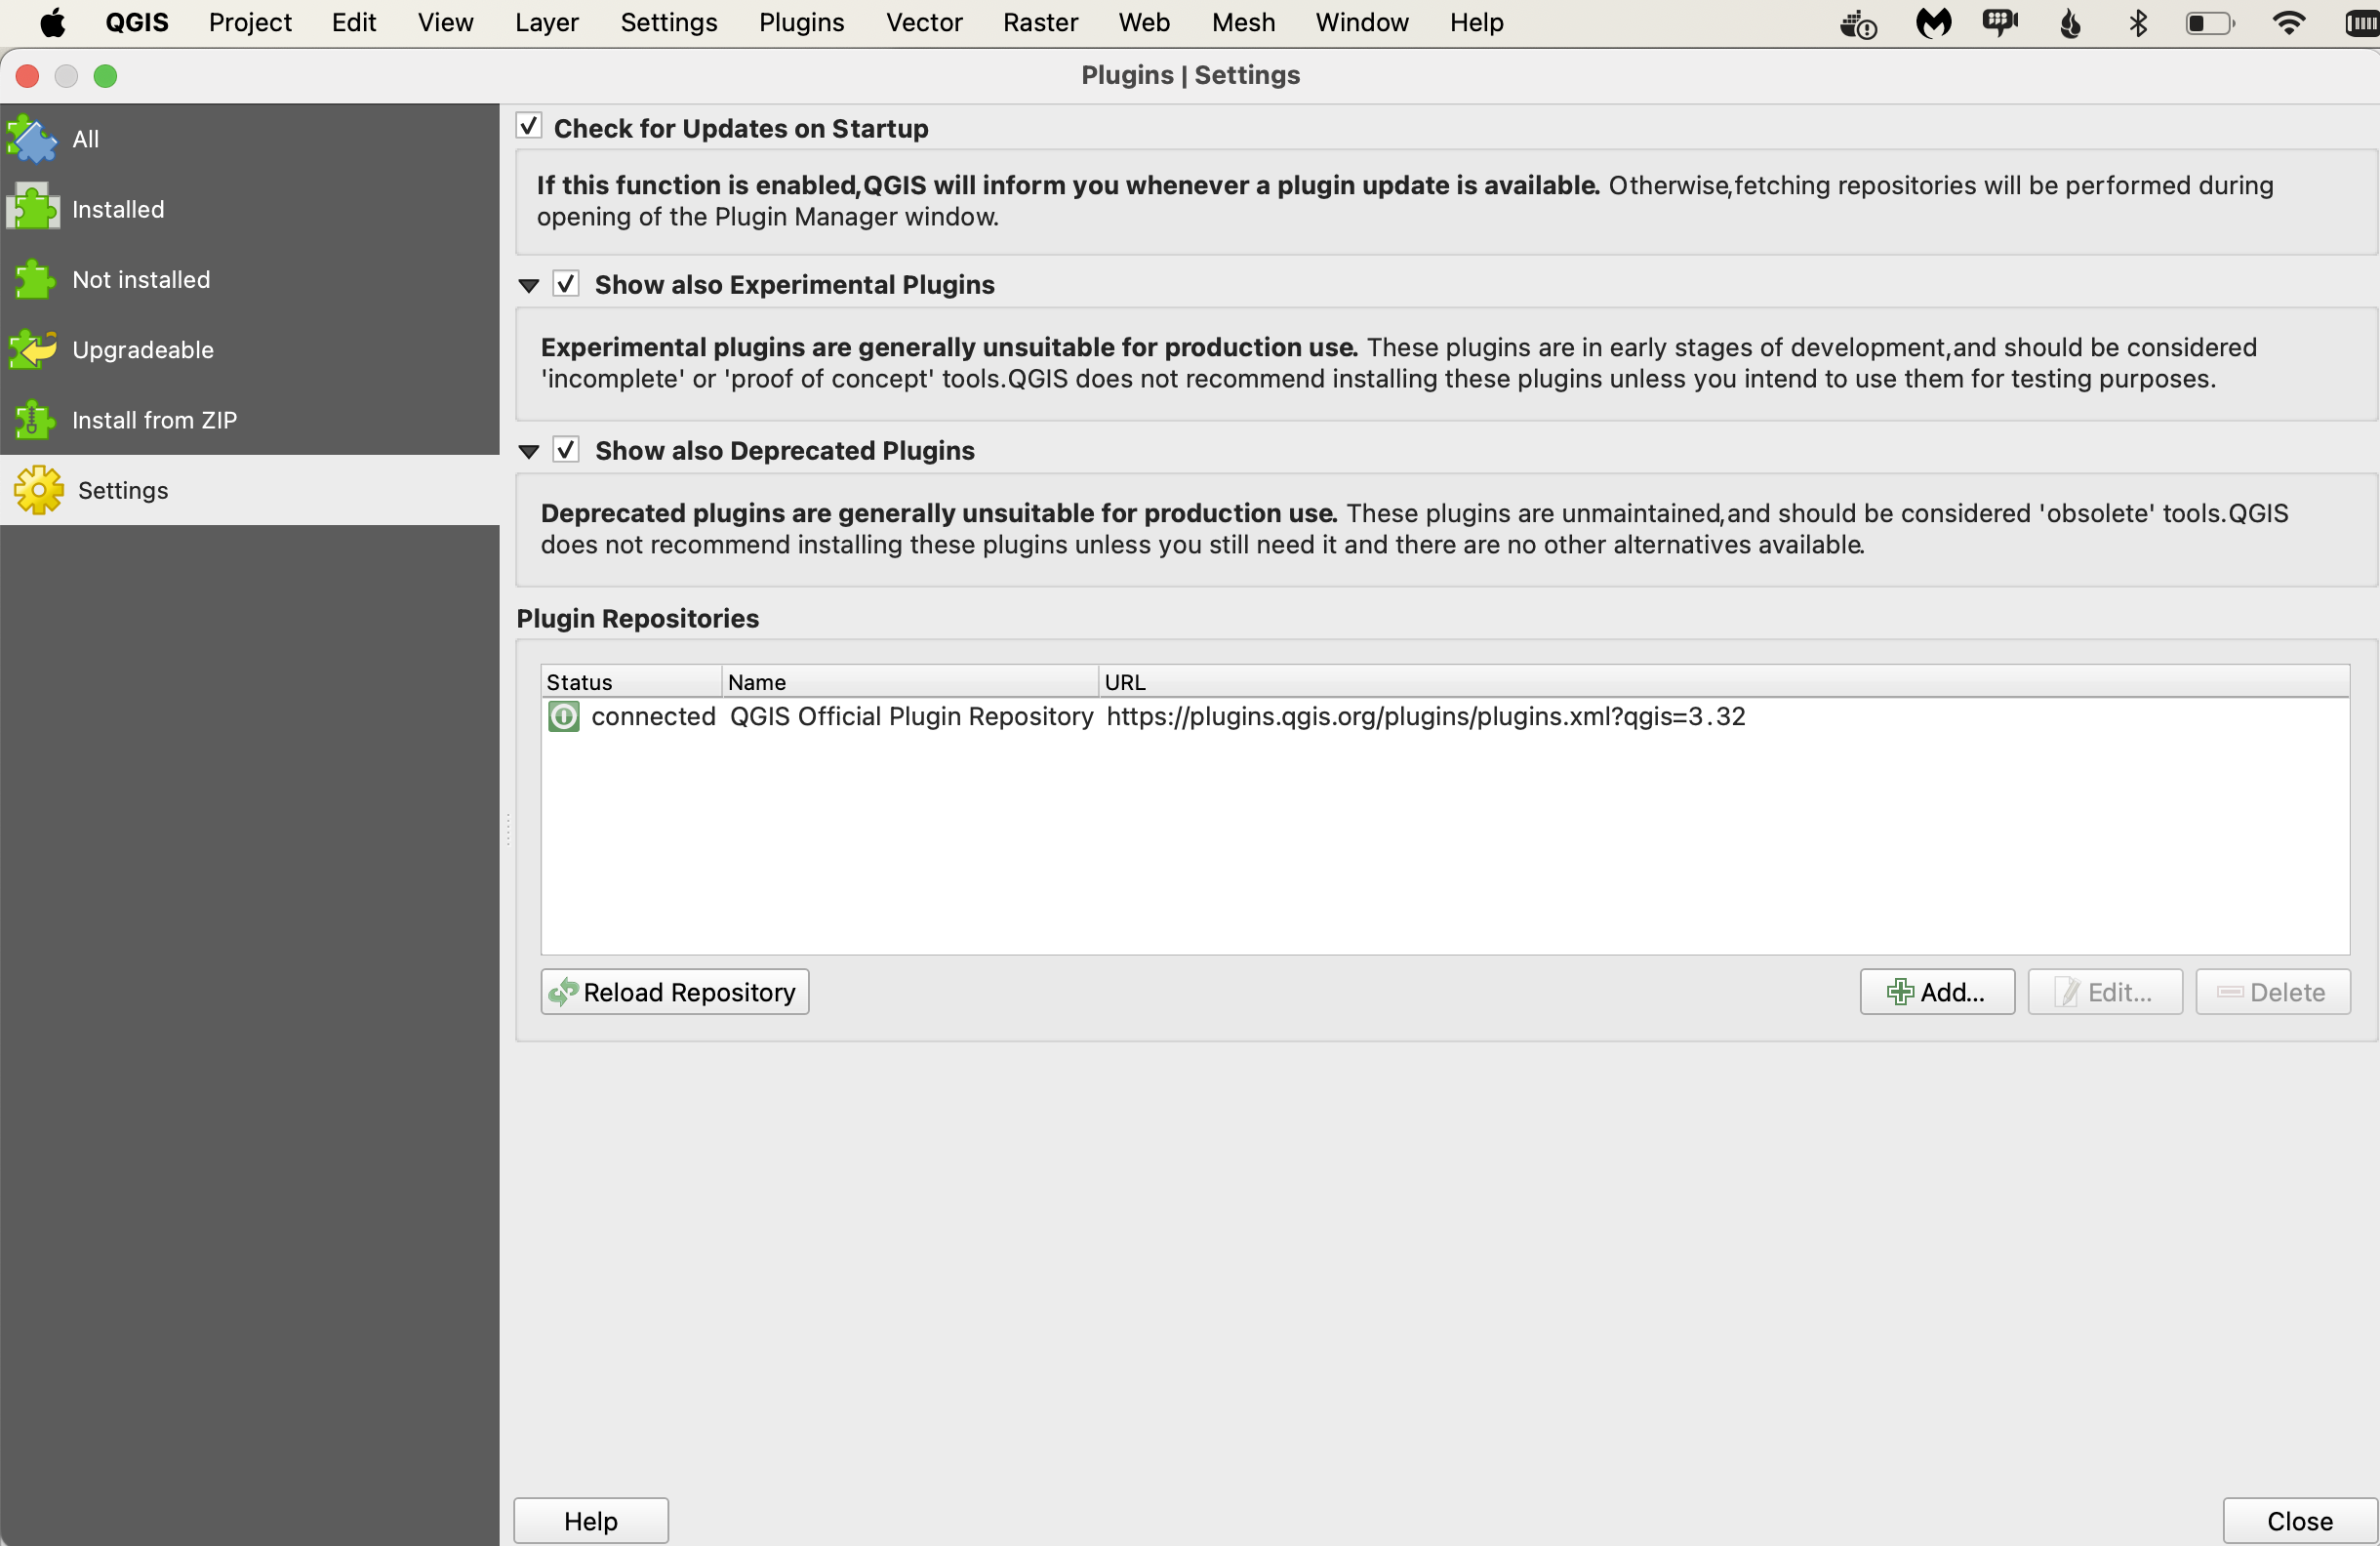 QGIS Project Edit View Layer Settings Plugins Vector Raster Web Mesh Window Help
Plugins | Settings
All
Installed
Not installed
Upgradeable
Install from ZIP
Settings
Check for Updates on Startup
If this function is enabled,QGIS will inform you whenever a plugin update is available. Otherwise,fetching repositories will be performed during
opening of the Plugin Manager window.
Show also Experimental Plugins
Experimental plugins are generally unsuitable for production use. These plugins are in early stages of development,and should be considered
'incomplete' or 'proof of concept' tools.QGIS does not recommend installing these plugins unless you intend to use them for testing purposes.
Show also Deprecated Plugins
Deprecated plugins are generally unsuitable for production use. These plugins are unmaintained,and should be considered 'obsolete' tools.QGIS
does not recommend installing these plugins unless you still need it and there are no other alternatives available.
Plugin Repositories
Status Name URL
connected QGIS Official Plugin Repository https://plugins.qgis.org/plugins/plugins.xml?qgis=3.32
Reload Repository Add... Edit... Delete
Help Close